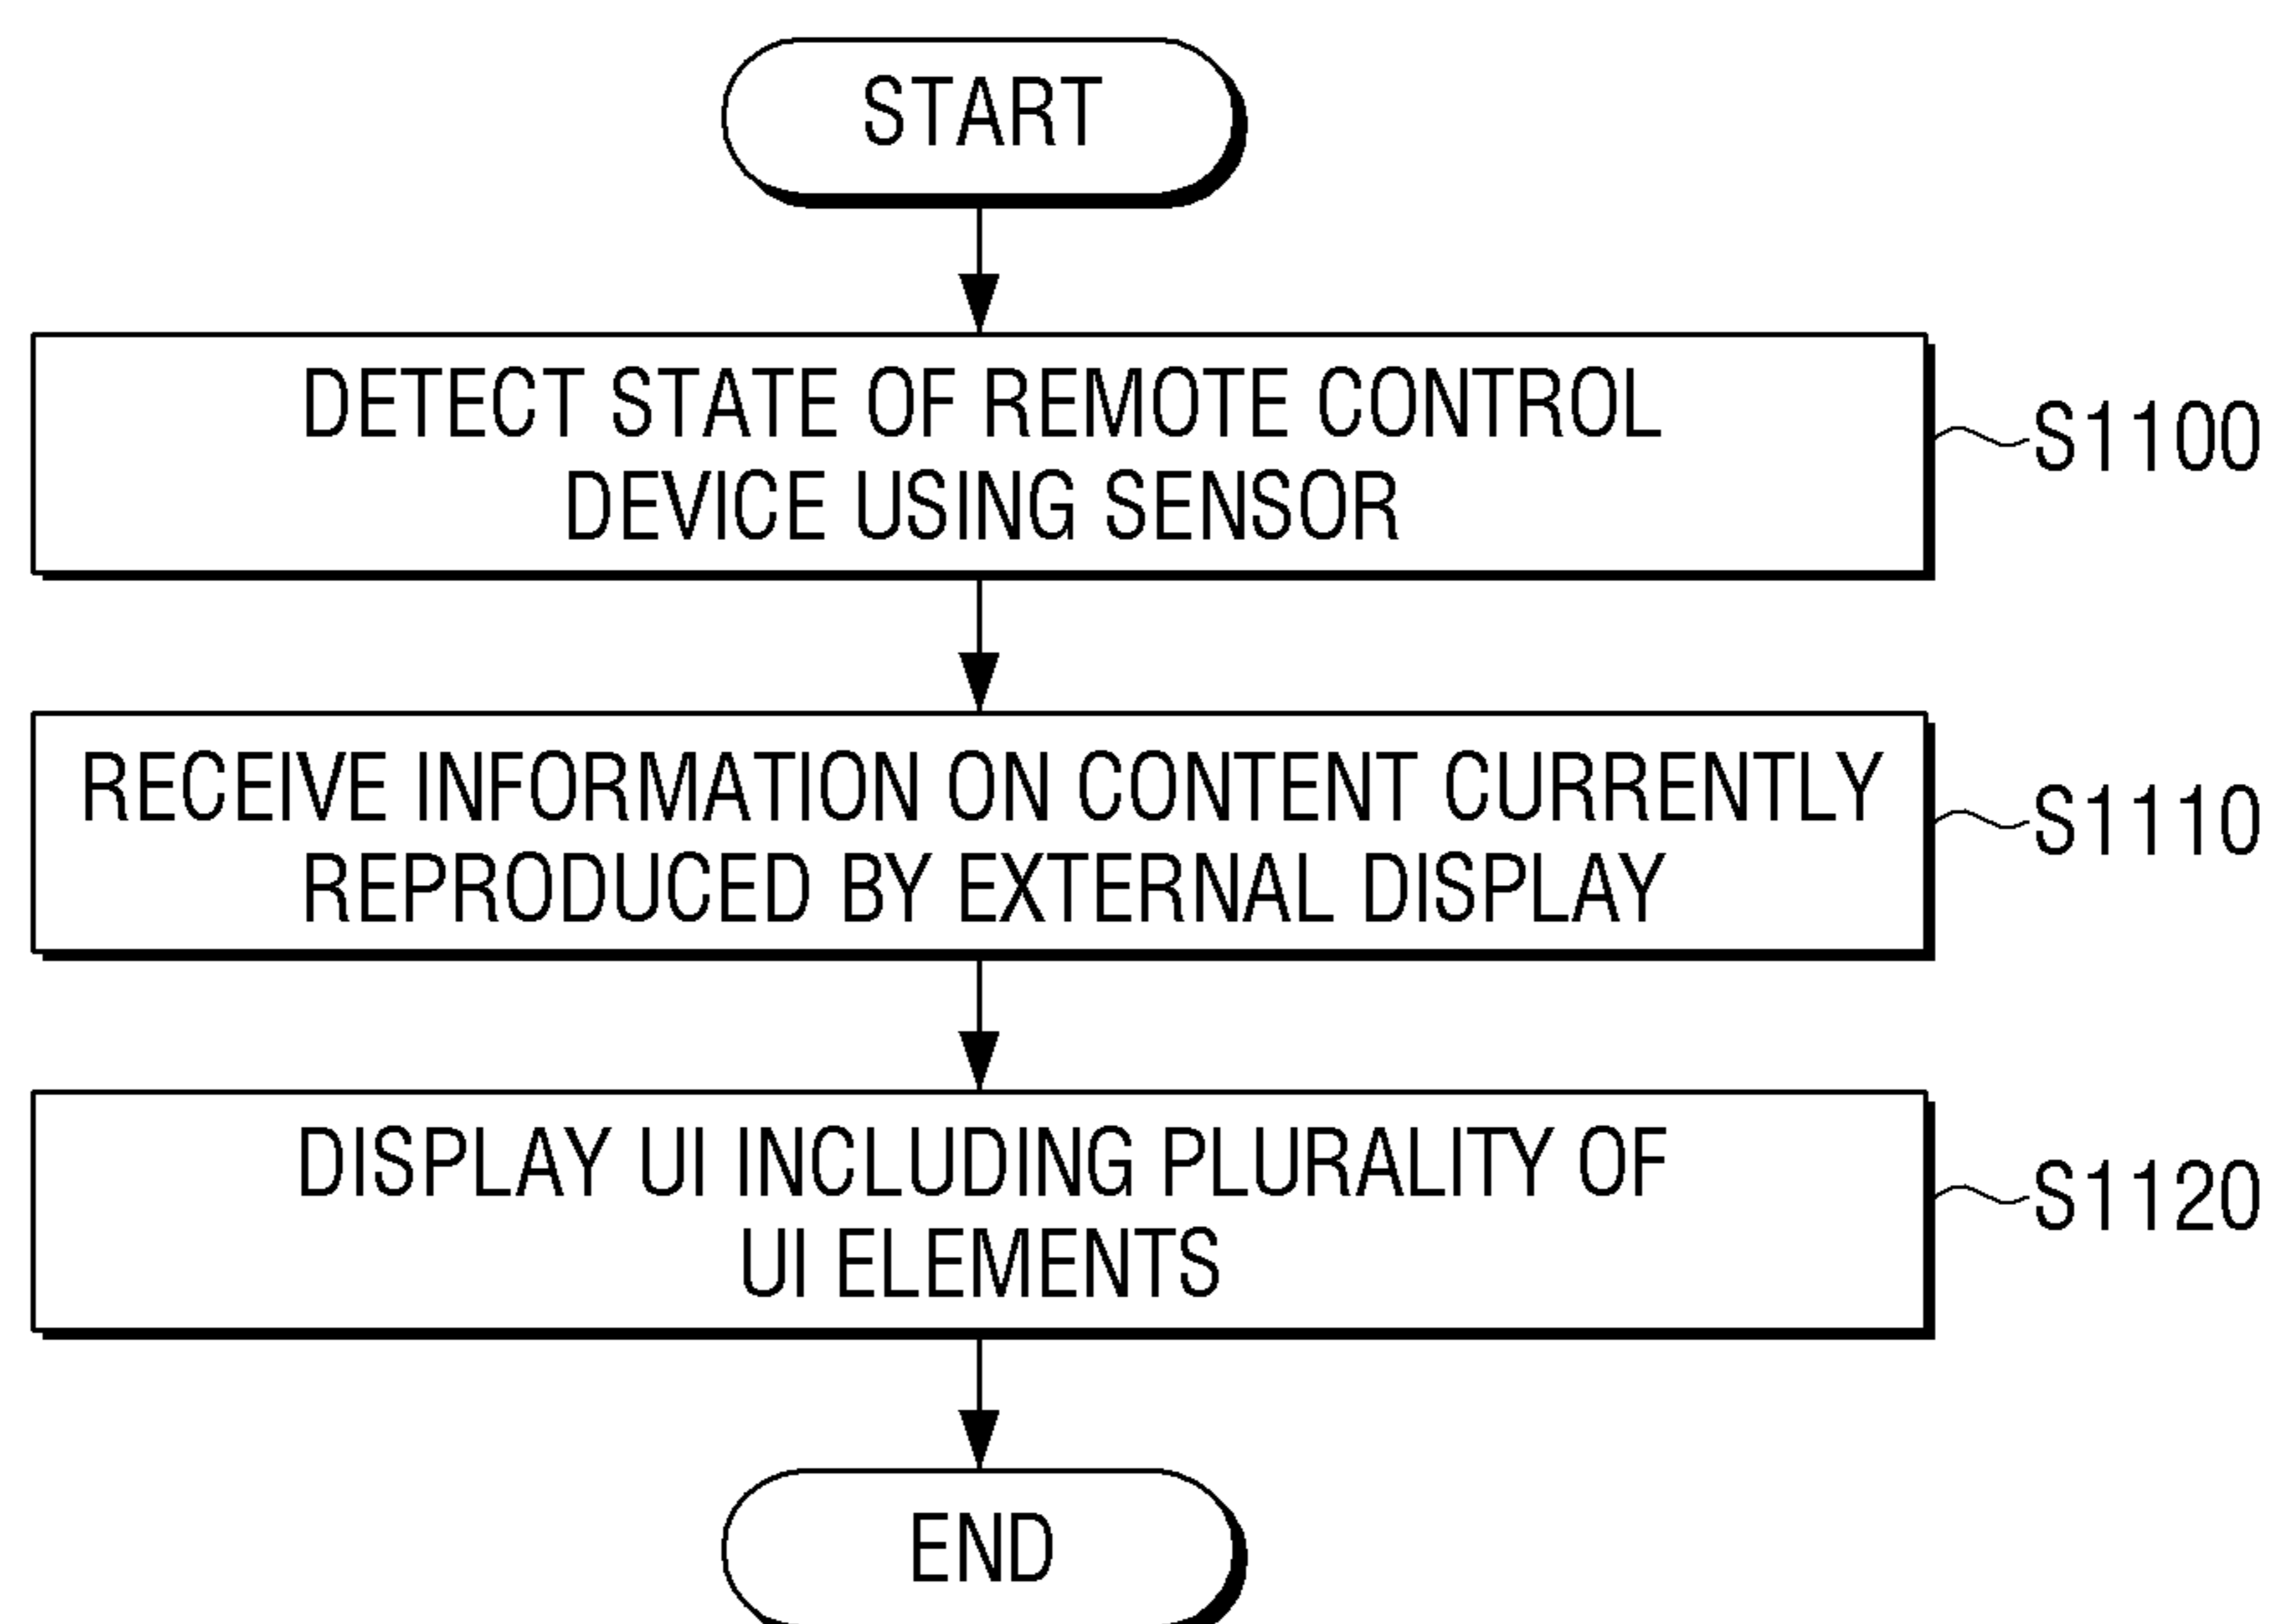 START
DETECT STATE OF REMOTE CONTROL
DEVICE USING SENSOR
S1100
RECEIVE INFORMATION ON CONTENT CURRENTLY
REPRODUCED BY EXTERNAL DISPLAY
S1110
DISPLAY UI INCLUDING PLURALITY OF
UI ELEMENTS
S1120
END